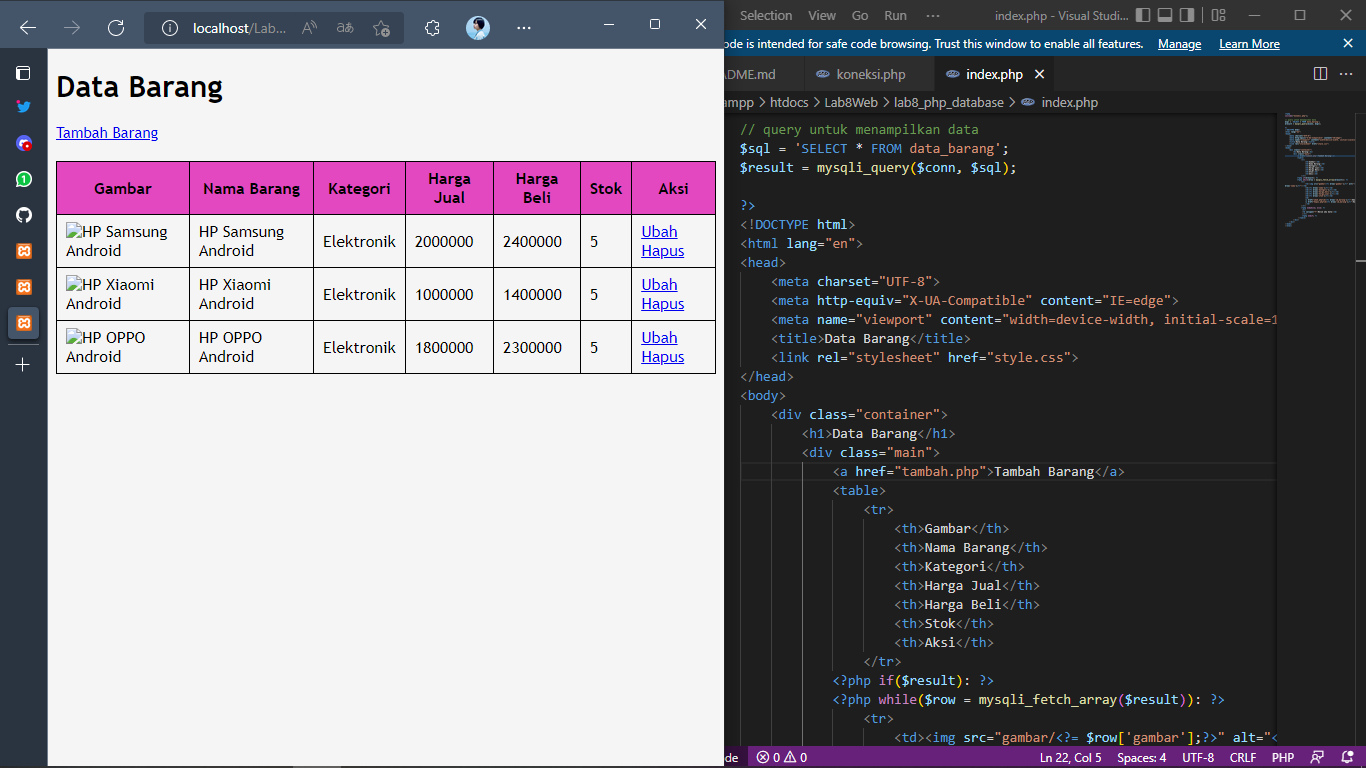 localhost/Lab...
Data Barang
Tambah Barang
Gambar Nama Barang Kategori Harga Jual Harga Beli Stok Aksi
HP Samsung Android HP Samsung Android Elektronik 2000000 2400000 5 Ubah Hapus
HP Xiaomi Android HP Xiaomi Android Elektronik 1000000 1400000 5 Ubah Hapus
HP OPPO Android HP OPPO Android Elektronik 1800000 2300000 5 Ubah Hapus
Selection View Go Run ... index.php - Visual Studi...
ode is intended for safe code browsing. Trust this window to enable all features. Manage Learn More
DME.md koneksi.php index.php
ampp > htdocs > Lab8Web > lab8_php_database > index.php
// query untuk menampilkan data
$sql = 'SELECT * FROM data_barang';
$result = mysqli_query($conn, $sql);
?>
<!DOCTYPE html>
<html lang="en">
<head>
<meta charset="UTF-8">
<meta http-equiv="X-UA-Compatible" content="IE=edge">
<meta name="viewport" content="width=device-width, initial-scale=1
<title>Data Barang</title>
<link rel="stylesheet" href="style.css">
</head>
<body>
<div class="container">
<h1>Data Barang</h1>
<div class="main">
<a href="tambah.php">Tambah Barang</a>
<table>
<tr>
<th>Gambar</th>
<th>Nama Barang</th>
<th>Kategori</th>
<th>Harga Jual</th>
<th>Harga Beli</th>
<th>Stok</th>
<th>Aksi</th>
</tr>
<?php if($result): ?>
<?php while($row = mysqli_fetch_array($result)): ?>
<tr>
<td><img src="gambar/<?= $row['gambar'];?>" alt="<
de 0 0 Ln 22, Col 5 Spaces: 4 UTF-8 CRLF PHP